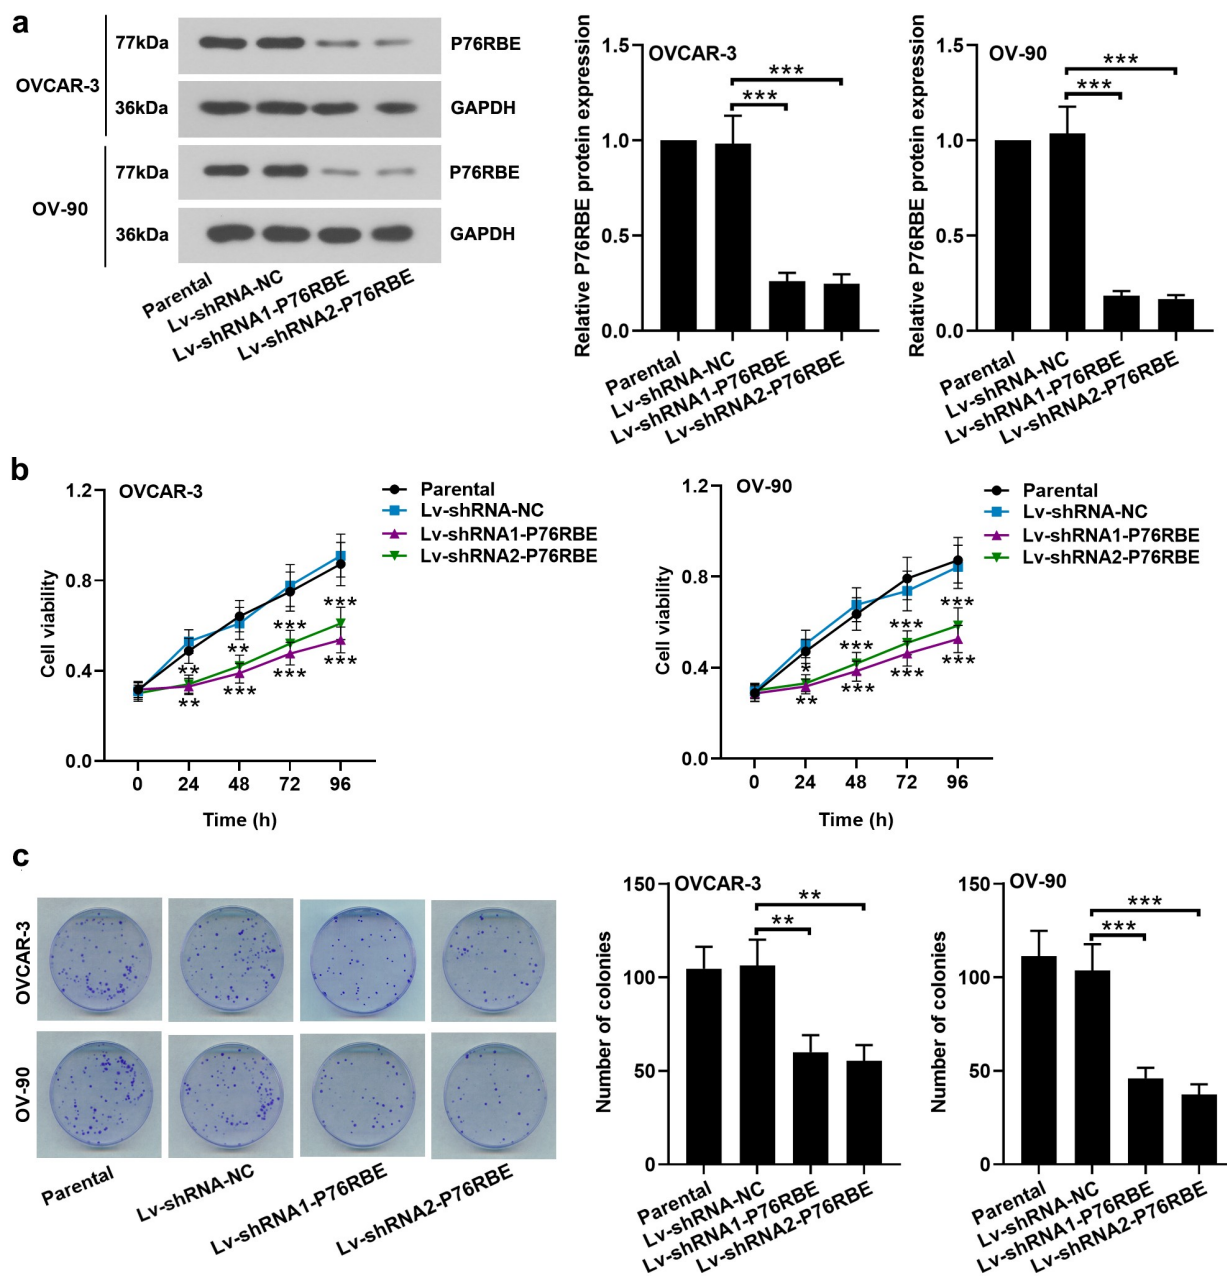 a
OVCAR-3
77kDa
P76RBE
36kDa
GAPDH
OV-90
77kDa
P76RBE
36kDa
GAPDH
Parental
Lv-shRNA-NC
Lv-shRNA1-P76RBE
Lv-shRNA2-P76RBE
Relative P76RBE protein expression
OVCAR-3
1.5
1.0
0.5
0.0
***
***
Parental
Lv-shRNA-NC
Lv-shRNA1-P76RBE
Lv-shRNA2-P76RBE
Relative P76RBE protein expression
OV-90
1.5
1.0
0.5
0.0
***
***
Parental
Lv-shRNA-NC
Lv-shRNA1-P76RBE
Lv-shRNA2-P76RBE
b
OVCAR-3
Cell viability
1.2
0.8
0.4
0.0
Parental
Lv-shRNA-NC
Lv-shRNA1-P76RBE
Lv-shRNA2-P76RBE
** ** *** ***
** *** *** ***
0 24 48 72 96
Time (h)
OV-90
Cell viability
1.2
0.8
0.4
0.0
Parental
Lv-shRNA-NC
Lv-shRNA1-P76RBE
Lv-shRNA2-P76RBE
* *** *** ***
** *** *** ***
0 24 48 72 96
Time (h)
c
OVCAR-3
OV-90
Parental
Lv-shRNA-NC
Lv-shRNA1-P76RBE
Lv-shRNA2-P76RBE
Number of colonies
OVCAR-3
150
100
50
0
**
**
Parental
Lv-shRNA-NC
Lv-shRNA1-P76RBE
Lv-shRNA2-P76RBE
Number of colonies
OV-90
150
100
50
0
***
***
Parental
Lv-shRNA-NC
Lv-shRNA1-P76RBE
Lv-shRNA2-P76RBE